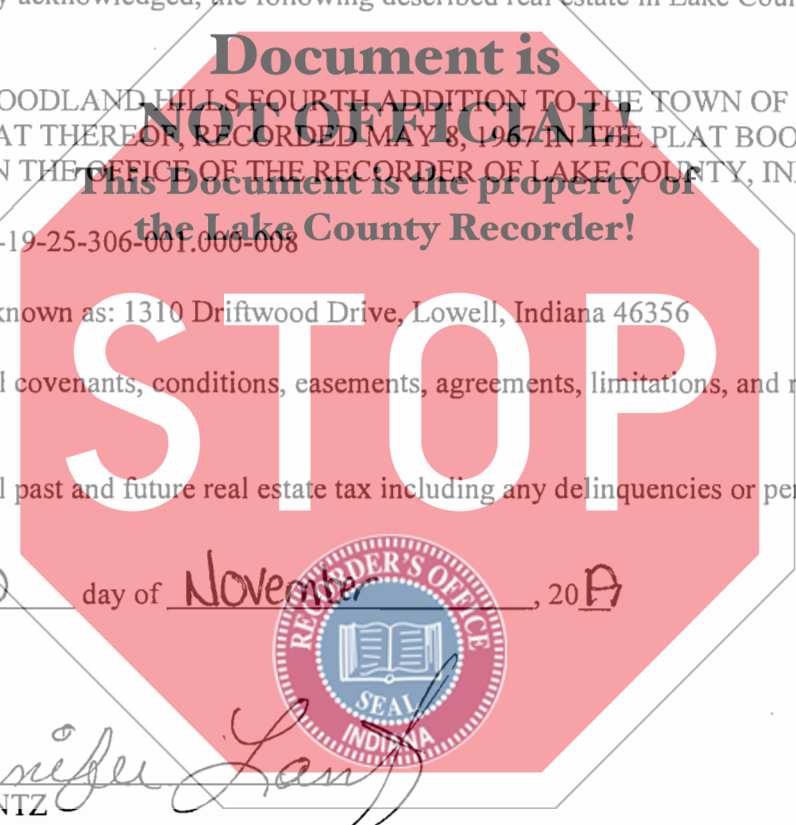 y acknowledged, the following described real estate in Lake Coun
Document is
OODLAND HILLS FOURTH ADDITION TO THE TOWN OF
NOT OFFICIAL!
AT THEREOF, RECORDED MAY 8, 1967 IN THE PLAT BOO
N THE OFFICE OF THE RECORDER OF LAKE COUNTY, IN
This Document is the property of
the Lake County Recorder!
-19-25-306-001.000-008
known as: 1310 Driftwood Drive, Lowell, Indiana 46356
STOP
l covenants, conditions, easements, agreements, limitations, and r
l past and future real estate tax including any delinquencies or pe
day of November, 20
RECORDER'S OFFICE
SEAL
INDIANA
nnifer Lantz
NTZ